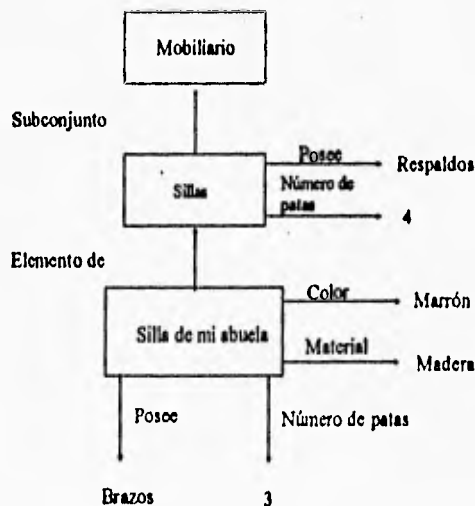 Mobiliario
Subconjunto
Posee
Respaldos
Sillas
Número de
patas
4
Elemento de
Color
Marrón
Silla de mi abuela
Material
Madera
Posee
Número de patas
Brazos
3